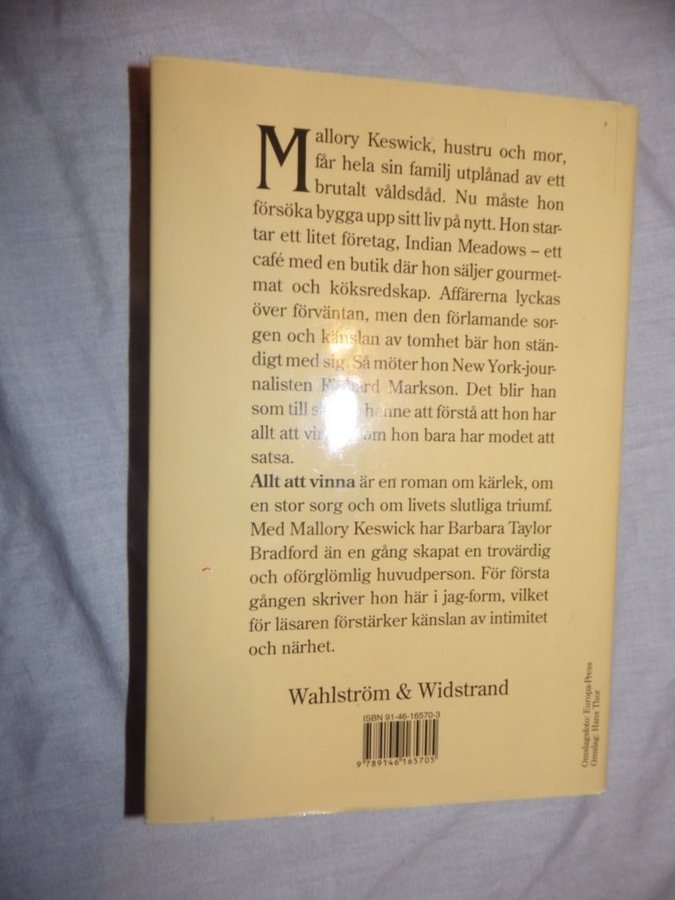 Mallory Keswick, hustru och mor,
får hela sin familj utplånad av ett
brutalt våldsdåd. Nu måste hon
försöka bygga upp sitt liv på nytt. Hon star-
tar ett litet företag, Indian Meadows – ett
café med en butik där hon säljer gourmet-
mat och köksredskap. Affärerna lyckas
över förväntan, men den förlamande sor-
gen och känslan av tomhet bär hon stän-
digt med sig. Så möter hon New York-jour-
nalisten Richard Markson. Det blir han
som till henne att förstå att hon har
allt att om hon bara har modet att
satsa.
Allt att vinna är en roman om kärlek, om
en stor sorg och om livets slutliga triumf.
Med Mallory Keswick har Barbara Taylor
Bradford än en gång skapat en trovärdig
och oförglömlig huvudperson. För första
gången skriver hon här i jag-form, vilket
för läsaren förstärker känslan av intimitet
och närhet.
Wahlström & Widstrand
ISBN 91-46-16570-3
9 789146 165705
Omslagsfoto: Europa-Press
Omslag: Hans Thor